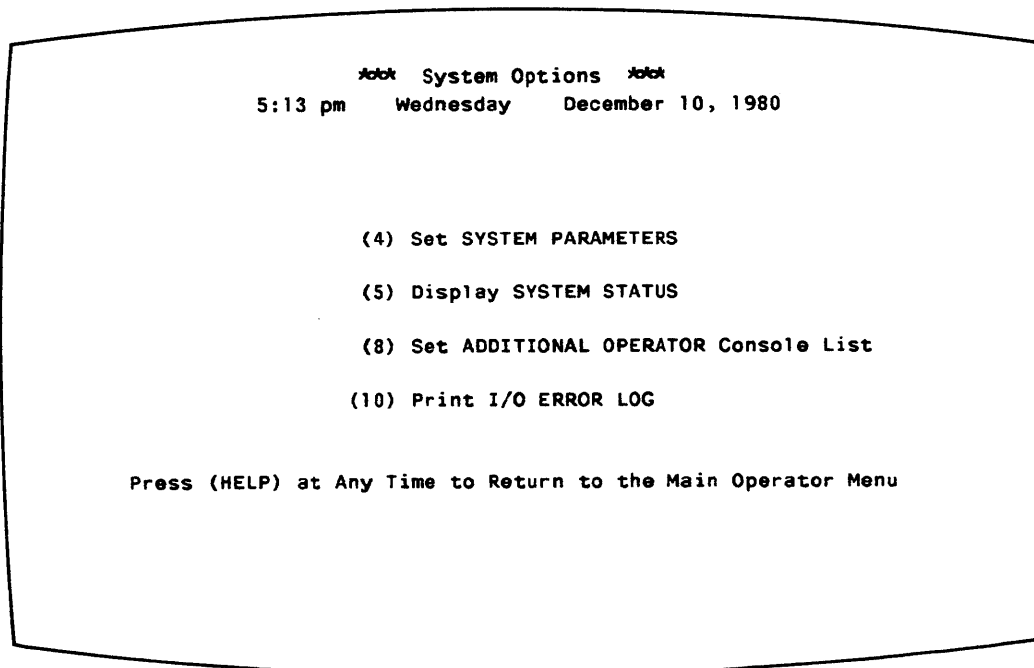 *** System Options ***
5:13 pm Wednesday December 10, 1980
(4) Set SYSTEM PARAMETERS
(5) Display SYSTEM STATUS
(8) Set ADDITIONAL OPERATOR Console List
(10) Print I/O ERROR LOG
Press (HELP) at Any Time to Return to the Main Operator Menu